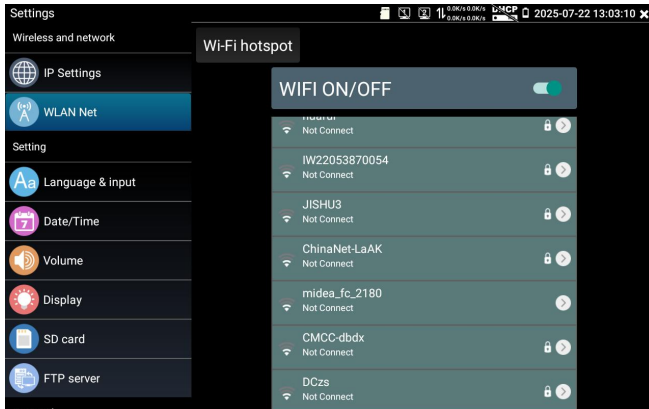 Settings
0.0K/s 0.0K/s
0.0K/s 0.0K/s
DHCP
2025-07-22 13:03:10
Wireless and network
IP Settings
WLAN Net
Setting
Aa Language & input
7 Date/Time
Volume
Display
SD card
FTP server
Wi-Fi hotspot
WIFI ON/OFF
Not Connect
IW22053870054
Not Connect
JISHU3
Not Connect
ChinaNet-LaAK
Not Connect
midea_fc_2180
Not Connect
CMCC-dbdx
Not Connect
DCzs
Not Connect